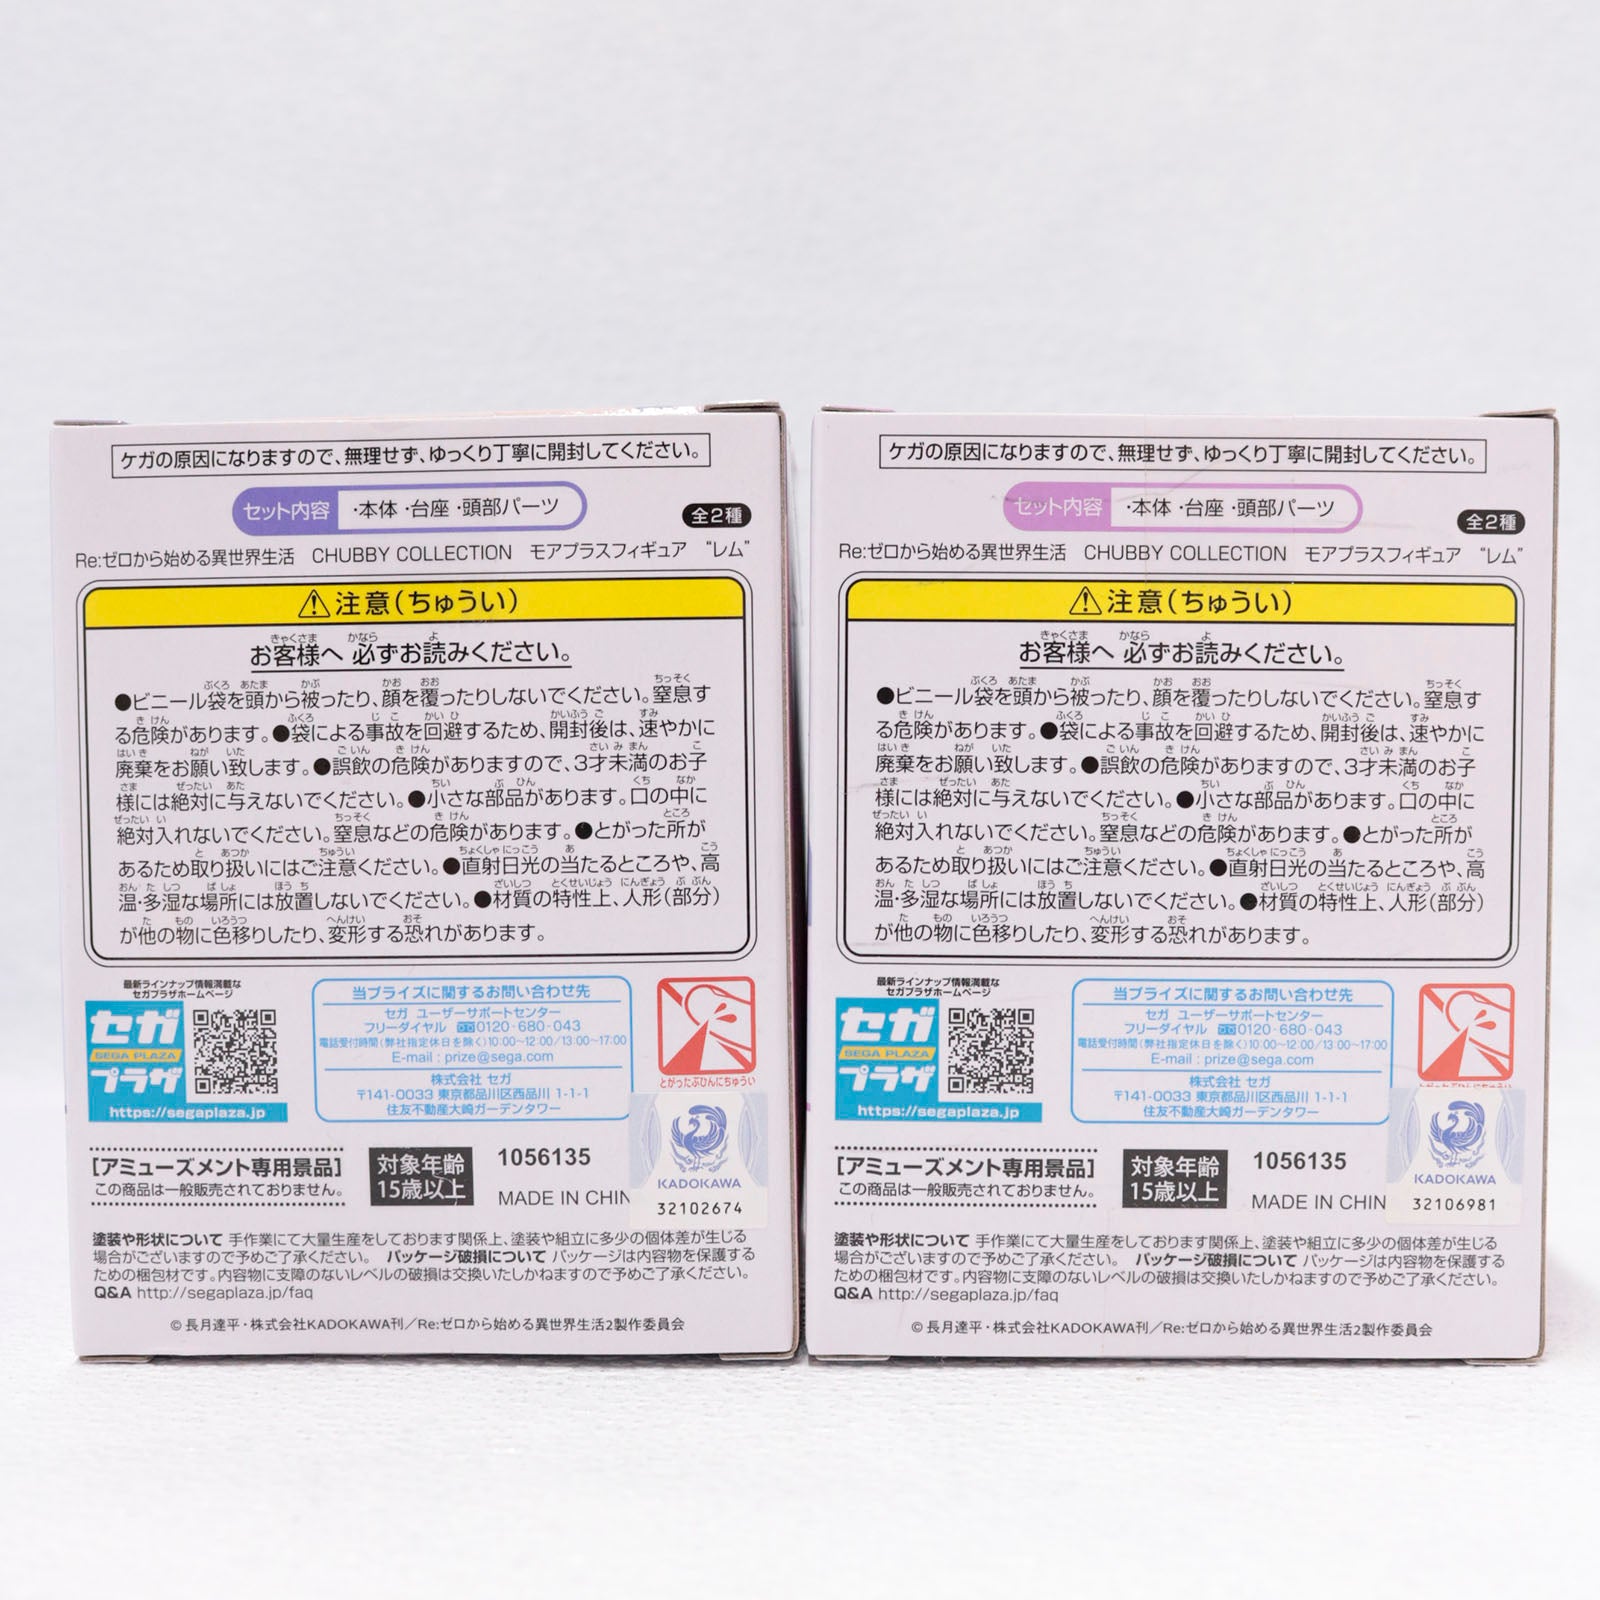 ケガの原因になりますので、無理せず、ゆっくり丁寧に開封してください。
セット内容 ・本体 ・台座 ・頭部パーツ
全2種
Re:ゼロから始める異世界生活 CHUBBY COLLECTION モアプラスフィギュア “レム”
⚠注意(ちゅうい)
お客様へ 必ずお読みください。
●ビニール袋を頭から被ったり、顔を覆ったりしないでください。窒息す
る危険があります。●袋による事故を回避するため、開封後は、速やかに
廃棄をお願い致します。●誤飲の危険がありますので、3才未満のお子
様には絶対に与えないでください。●小さな部品があります。口の中に
絶対入れないでください。窒息などの危険があります。●とがった所が
あるため取り扱いにはご注意ください。●直射日光の当たるところや、高
温・多湿な場所には放置しないでください。●材質の特性上、人形(部分)
が他の物に色移りしたり、変形する恐れがあります。
最新ラインナップ情報満載な
セガプラザホームページ
セガ
SEGA PLAZA
プラザ
https://segaplaza.jp
当プライズに関するお問い合わせ先
セガ ユーザーサポートセンター
フリーダイヤル 0120-680-043
電話受付時間(弊社指定休日を除く)10:00~12:00/13:00~17:00
E-mail : prize@sega.com
株式会社 セガ
〒141-0033 東京都品川区西品川 1-1-1
住友不動産大崎ガーデンタワー
とがったぶひんにちゅうい
[アミューズメント専用景品]
この商品は一般販売されておりません。
対象年齢
15歳以上
1056135
MADE IN CHIN
KADOKAWA
32102674
塗装や形状について 手作業にて大量生産をしております関係上、塗装や組立に多少の個体差が生じる
場合がございますので予めご了承ください。 パッケージ破損について パッケージは内容物を保護する
ための梱包材です。内容物に支障のないレベルの破損は交換いたしかねますので予めご了承ください。
Q&A http://segaplaza.jp/faq
© 長月達平・株式会社KADOKAWA刊／Re:ゼロから始める異世界生活2製作委員会
ケガの原因になりますので、無理せず、ゆっくり丁寧に開封してください。
セット内容 ・本体 ・台座 ・頭部パーツ
全2種
Re:ゼロから始める異世界生活 CHUBBY COLLECTION モアプラスフィギュア “レム”
⚠注意(ちゅうい)
お客様へ 必ずお読みください。
●ビニール袋を頭から被ったり、顔を覆ったりしないでください。窒息す
る危険があります。●袋による事故を回避するため、開封後は、速やかに
廃棄をお願い致します。●誤飲の危険がありますので、3才未満のお子
様には絶対に与えないでください。●小さな部品があります。口の中に
絶対入れないでください。窒息などの危険があります。●とがった所が
あるため取り扱いにはご注意ください。●直射日光の当たるところや、高
温・多湿な場所には放置しないでください。●材質の特性上、人形(部分)
が他の物に色移りしたり、変形する恐れがあります。
最新ラインナップ情報満載な
セガプラザホームページ
セガ
SEGA PLAZA
プラザ
https://segaplaza.jp
当プライズに関するお問い合わせ先
セガ ユーザーサポートセンター
フリーダイヤル 0120-680-043
電話受付時間(弊社指定休日を除く)10:00~12:00/13:00~17:00
E-mail : prize@sega.com
株式会社 セガ
〒141-0033 東京都品川区西品川 1-1-1
住友不動産大崎ガーデンタワー
とがったぶひんにちゅうい
[アミューズメント専用景品]
この商品は一般販売されておりません。
対象年齢
15歳以上
1056135
MADE IN CHIN
KADOKAWA
32106981
塗装や形状について 手作業にて大量生産をしております関係上、塗装や組立に多少の個体差が生じる
場合がございますので予めご了承ください。 パッケージ破損について パッケージは内容物を保護する
ための梱包材です。内容物に支障のないレベルの破損は交換いたしかねますので予めご了承ください。
Q&A http://segaplaza.jp/faq
© 長月達平・株式会社KADOKAWA刊／Re:ゼロから始める異世界生活2製作委員会